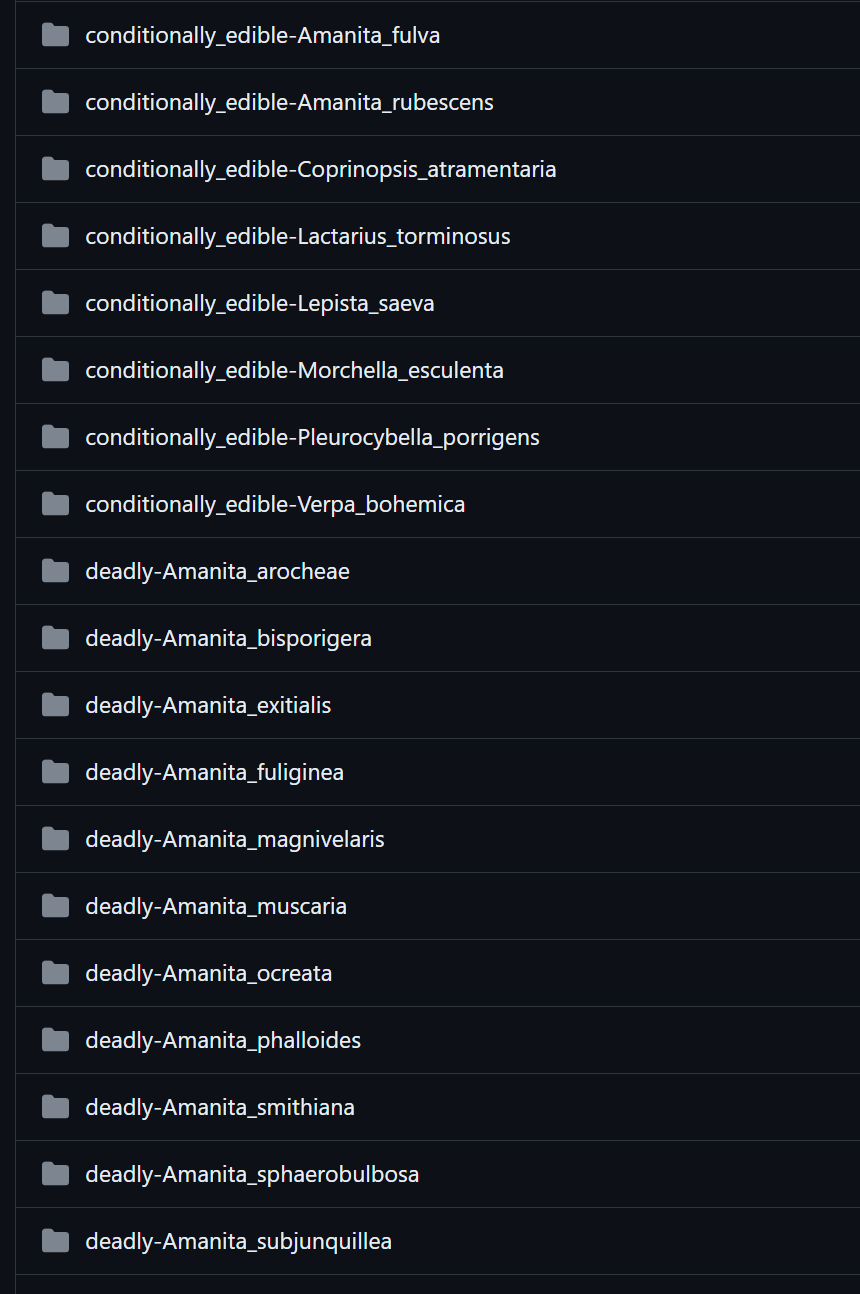 conditionally_edible-Amanita_fulva
conditionally_edible-Amanita_rubescens
conditionally_edible-Coprinopsis_atramentaria
conditionally_edible-Lactarius_torminosus
conditionally_edible-Lepista_saeva
conditionally_edible-Morchella_esculenta
conditionally_edible-Pleurocybella_porrigens
conditionally_edible-Verpa_bohemica
deadly-Amanita_arocheae
deadly-Amanita_bisporigera
deadly-Amanita_exitialis
deadly-Amanita_fuliginea
deadly-Amanita_magnivelaris
deadly-Amanita_muscaria
deadly-Amanita_ocreata
deadly-Amanita_phalloides
deadly-Amanita_smithiana
deadly-Amanita_sphaerobulbosa
deadly-Amanita_subjunquillea